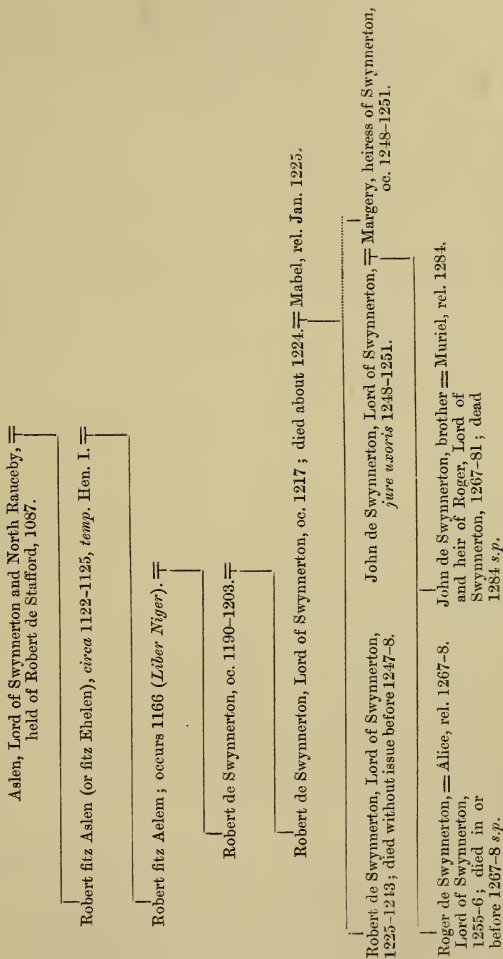 Aslen, Lord of Swynnerton and North Rauceby, =
held of Robert de Stafford, 1087.
Robert fitz Aslen (or fitz Ehelen), circa 1122-1125, temp. Hen. I. =
Robert fitz Aelem ; occurs 1166 (Liber Niger). =
Robert de Swynnerton, oc. 1190-1203. =
Robert de Swynnerton, Lord of Swynnerton, oc. 1217 ; died about 1224. = Mabel, rel. Jan. 1225.
Robert de Swynnerton, Lord of Swynnerton,
1225-1243 ; died without issue before 1247-8.
John de Swynnerton, Lord of Swynnerton, = Margery, heiress of Swynnerton,
jure uxoris 1248-1251.
oc. 1248-1251.
Roger de Swynnerton, = Alice, rel. 1267-8.
Lord of Swynnerton,
1255-6 ; died in or
before 1267-8 s.p.
John de Swynnerton, brother = Muriel, rel. 1284.
and heir of Roger, Lord of
Swynnerton, 1267-81 ; dead
1284 s.p.